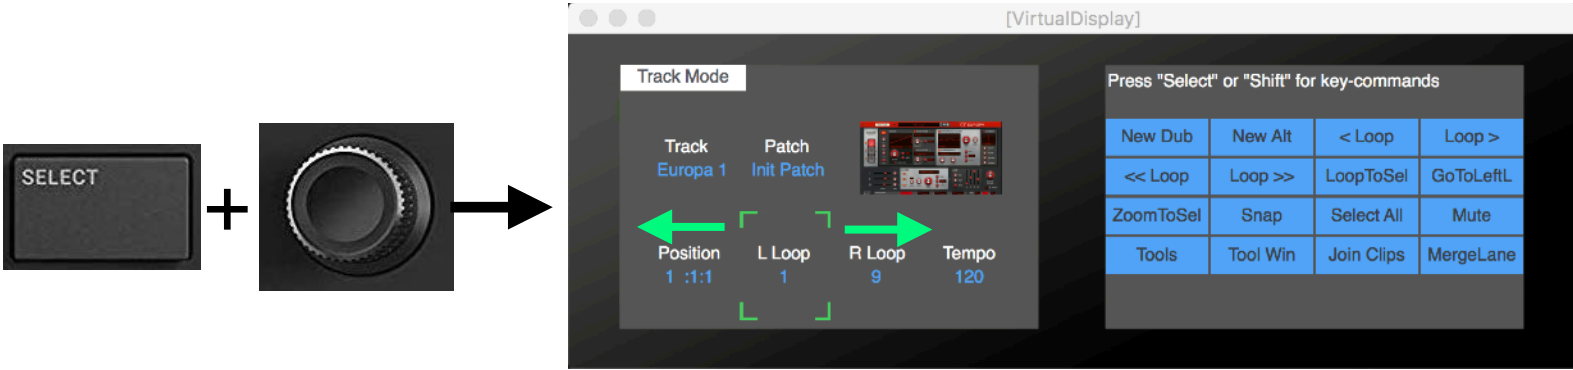 SELECT
[VirtualDisplay]
Track Mode
Track Patch
Europa 1 Init Patch
Position L Loop R Loop Tempo
1 :1:1 1 9 120
Press "Select" or "Shift" for key-commands
New Dub New Alt < Loop Loop >
<< Loop Loop >> LoopToSel GoToLeftL
ZoomToSel Snap Select All Mute
Tools Tool Win Join Clips MergeLane